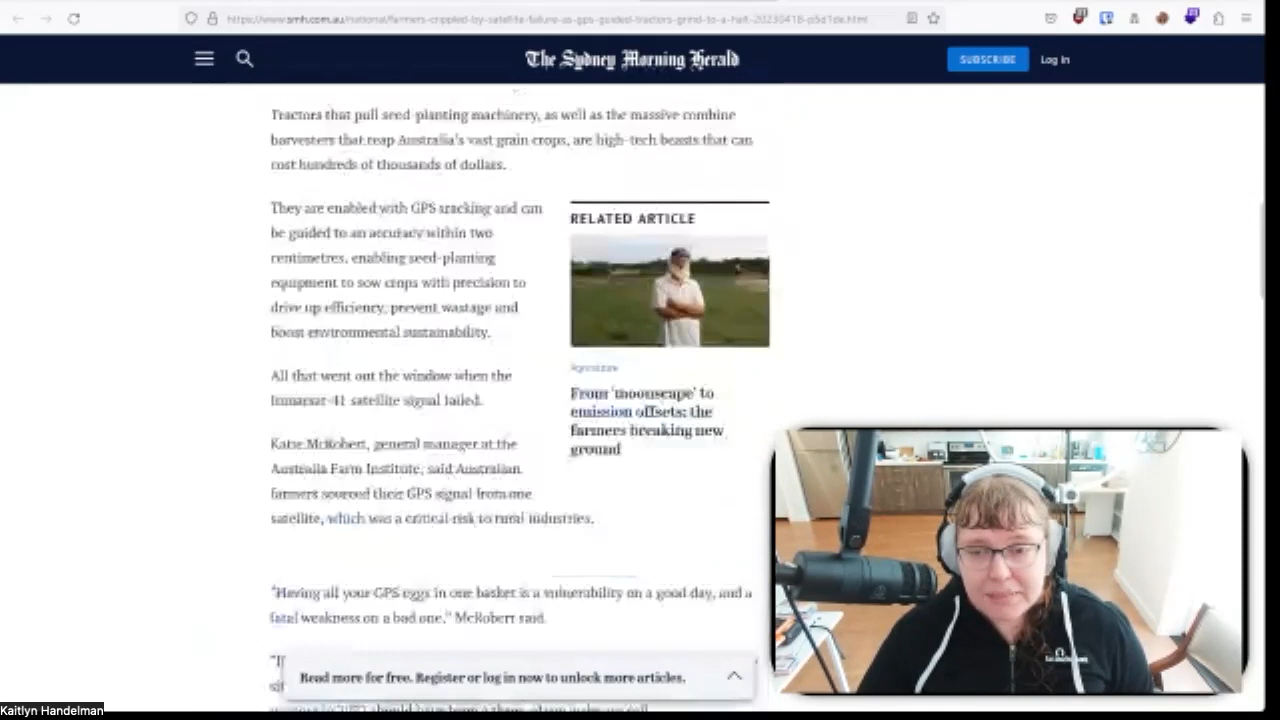 https://www.smh.com.au/national/farmers-crippled-by-satellite-failure-as-gps-guided-tractors-grind-to-a-halt-20230418-p5d1de.html
The Sydney Morning Herald
SUBSCRIBE
Log in
Tractors that pull seed-planting machinery, as well as the massive combine
harvesters that reap Australia's vast grain crops, are high-tech beasts that can
cost hundreds of thousands of dollars.
They are enabled with GPS tracking and can
be guided to an accuracy within two
centimetres, enabling seed-planting
equipment to sow crops with precision to
drive up efficiency, prevent wastage and
boost environmental sustainability.
All that went out the window when the
Inmarsat-41 satellite signal failed.
Katie McRobert, general manager at the
Australia Farm Institute, said Australian
farmers sourced their GPS signal from one
satellite, which was a critical risk to rural industries.
RELATED ARTICLE
Agriculture
From 'moonscape' to
emission offsets: the
farmers breaking new
ground
"Having all your GPS eggs in one basket is a vulnerability on a good day, and a
fatal weakness on a bad one," McRobert said.
Read more for free. Register or log in now to unlock more articles.
Kaitlyn Handelman